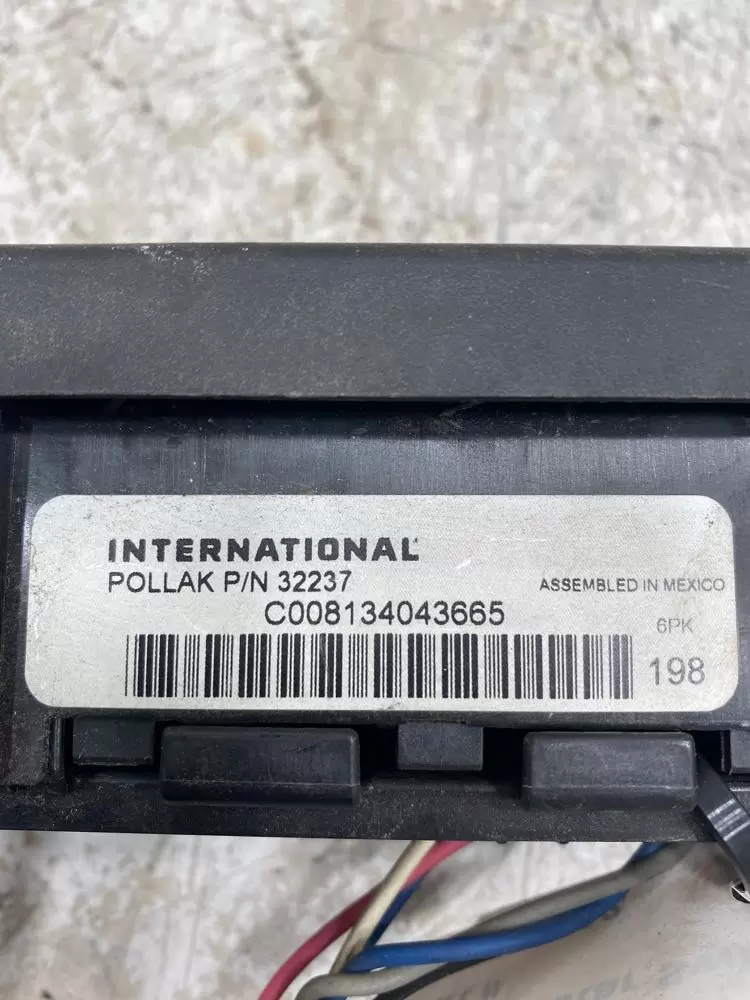 INTERNATIONAL
POLLAK P/N 32237
ASSEMBLED IN MEXICO
C008134043665
6PK
198